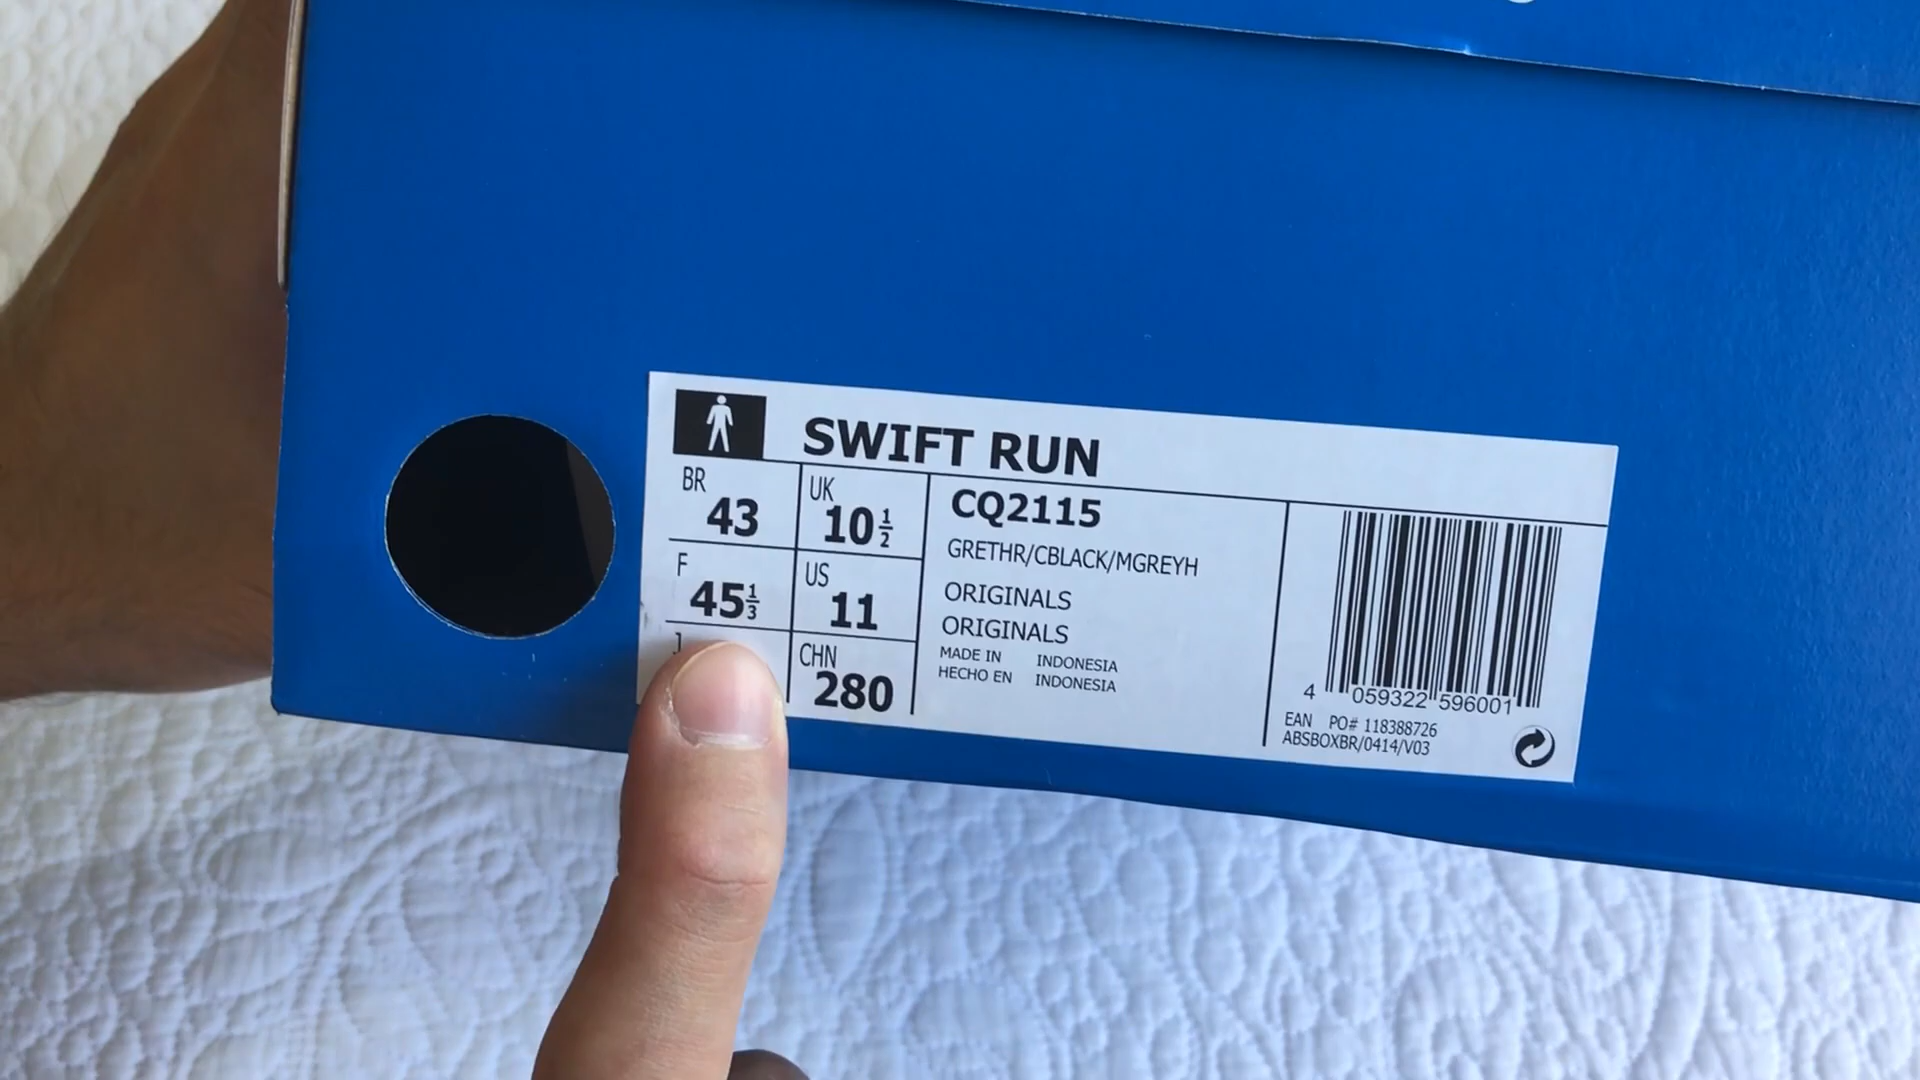 SWIFT RUN
BR 43 UK 10 1/2
F 45 1/3 US 11
J CHN 280
CQ2115
GRETHR/CBLACK/MGREYH
ORIGINALS
ORIGINALS
MADE IN INDONESIA
HECHO EN INDONESIA
4 059322 596001
EAN PO# 118388726
ABSBOXBR/0414/V03